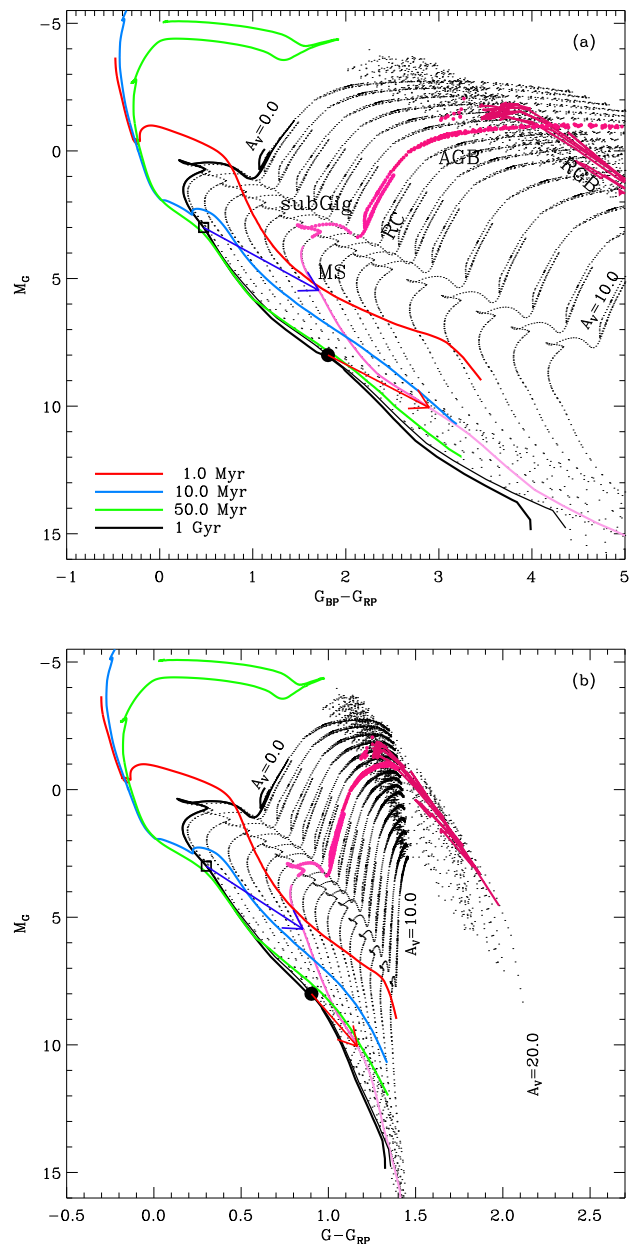 -5
0
5
10
15
M_G
(a)
A_V=0.0
AGB
RGB
subGig
RC
MS
A_V=10.0
1.0 Myr
10.0 Myr
50.0 Myr
1 Gyr
-1 0 1 2 3 4 5
G_BP-G_RP
-5
0
5
10
15
M_G
(b)
A_V=0.0
A_V=10.0
A_V=20.0
-0.5 0.0 0.5 1.0 1.5 2.0 2.5
G-G_RP